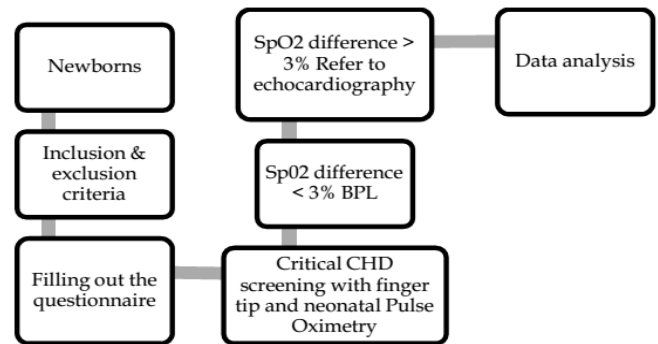 Newborns
Inclusion &
exclusion
criteria
Filling out the
questionnaire
Critical CHD
screening with finger
tip and neonatal Pulse
Oximetry
Sp02 difference
< 3% BPL
SpO2 difference >
3% Refer to
echocardiography
Data analysis